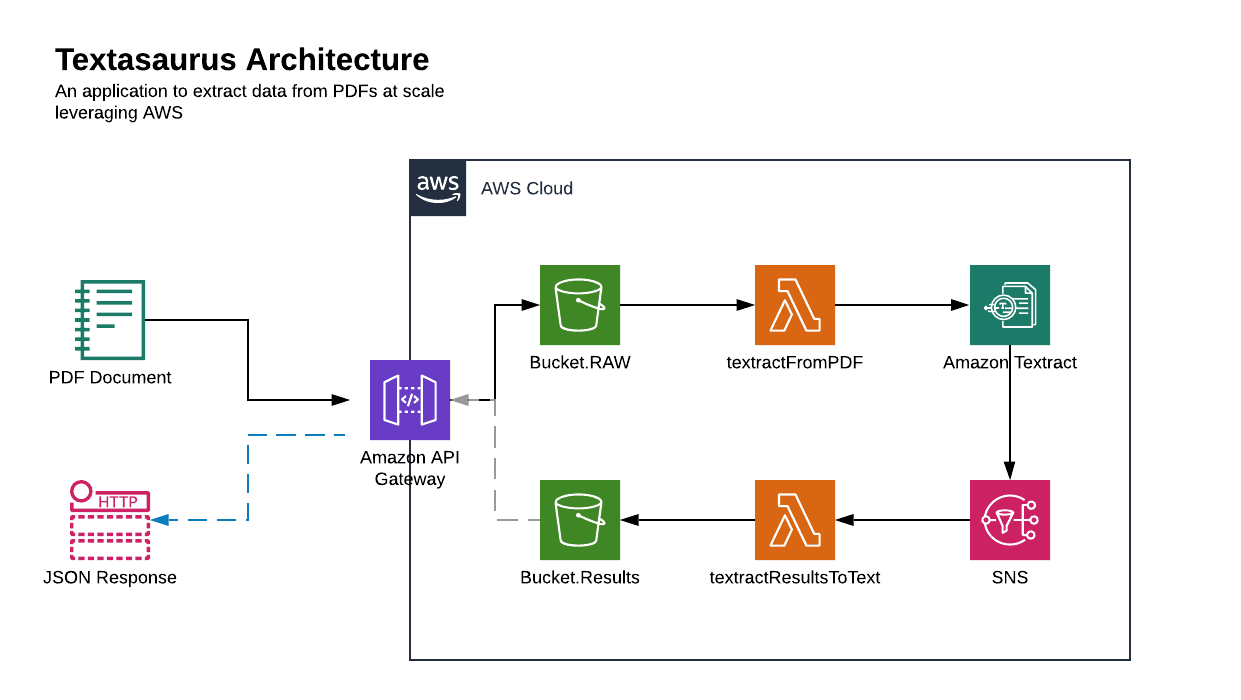 Textasaurus Architecture
An application to extract data from PDFs at scale
leveraging AWS
aws
AWS Cloud
PDF Document
Bucket.RAW
textractFromPDF
Amazon Textract
</>
Amazon API
Gateway
HTTP
JSON Response
Bucket.Results
textractResultsToText
SNS